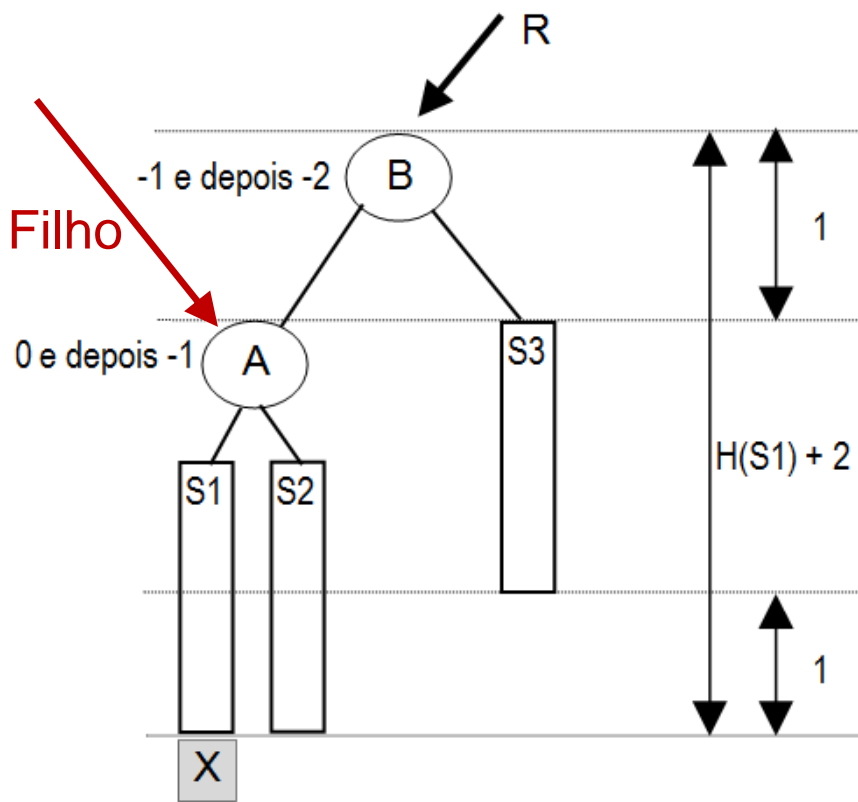 R
-1 e depois -2
B
1
Filho
0 e depois -1
A
S3
H(S1) + 2
S1
S2
1
X